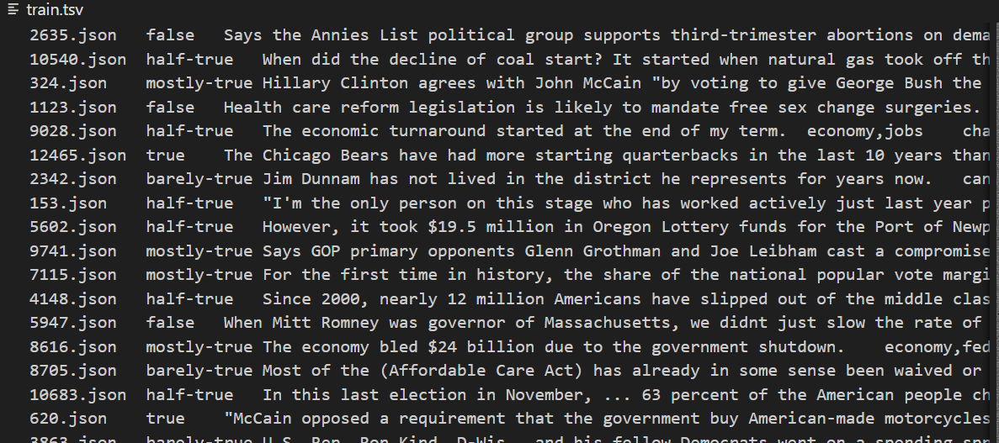 train.tsv
2635.json false Says the Annies List political group supports third-trimester abortions on dema
10540.json half-true When did the decline of coal start? It started when natural gas took off th
324.json mostly-true Hillary Clinton agrees with John McCain "by voting to give George Bush the
1123.json false Health care reform legislation is likely to mandate free sex change surgeries.
9028.json half-true The economic turnaround started at the end of my term. economy,jobs cha
12465.json true The Chicago Bears have had more starting quarterbacks in the last 10 years than
2342.json barely-true Jim Dunnam has not lived in the district he represents for years now. can
153.json half-true "I'm the only person on this stage who has worked actively just last year p
5602.json half-true However, it took $19.5 million in Oregon Lottery funds for the Port of Newp
9741.json mostly-true Says GOP primary opponents Glenn Grothman and Joe Leibham cast a compromise
7115.json mostly-true For the first time in history, the share of the national popular vote margi
4148.json half-true Since 2000, nearly 12 million Americans have slipped out of the middle clas
5947.json false When Mitt Romney was governor of Massachusetts, we didnt just slow the rate of
8616.json mostly-true The economy bled $24 billion due to the government shutdown. economy,fed
8705.json barely-true Most of the (Affordable Care Act) has already in some sense been waived or
10683.json half-true In this last election in November, ... 63 percent of the American people ch
620.json true "McCain opposed a requirement that the government buy American-made motorcycles
3863.json barely-true U.S. Rep. Ron Kind, D-Wis., and his fellow Democrats went on a spending spr